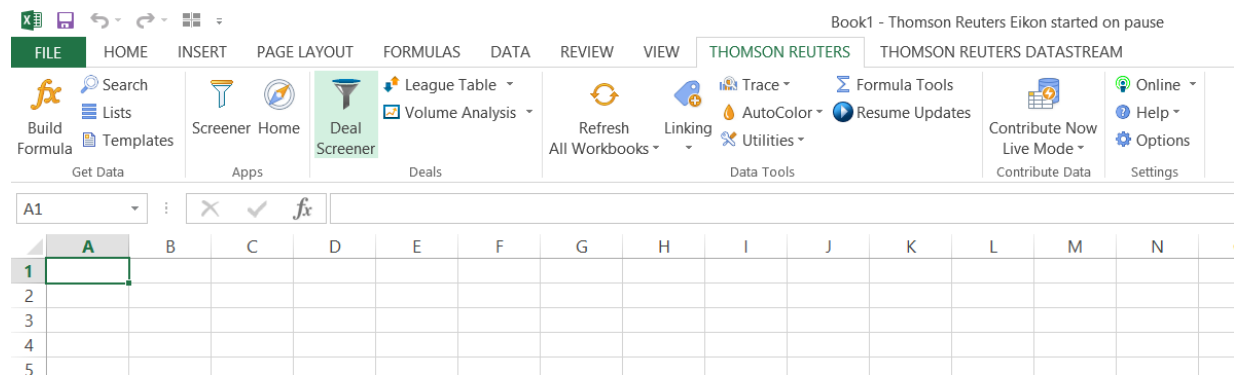 Book1 - Thomson Reuters Eikon started on pause
FILE HOME INSERT PAGE LAYOUT FORMULAS DATA REVIEW VIEW THOMSON REUTERS THOMSON REUTERS DATASTREAM
fx Build Formula
Search
Lists
Templates
Get Data
Screener Home
Apps
Deal Screener
League Table
Volume Analysis
Deals
Refresh All Workbooks
Linking
Trace
AutoColor
Utilities
Formula Tools
Resume Updates
Data Tools
Contribute Now Live Mode
Contribute Data
Online
Help
Options
Settings
A1 fx
A B C D E F G H I J K L M N
1
2
3
4
5